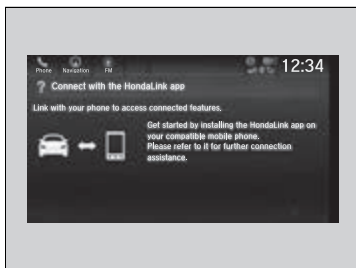 Phone Navigation FM 12:34
? Connect with the HondaLink app
Link with your phone to access connected features.
Get started by installing the HondaLink app on
your compatible mobile phone.
Please refer to it for further connection
assistance.